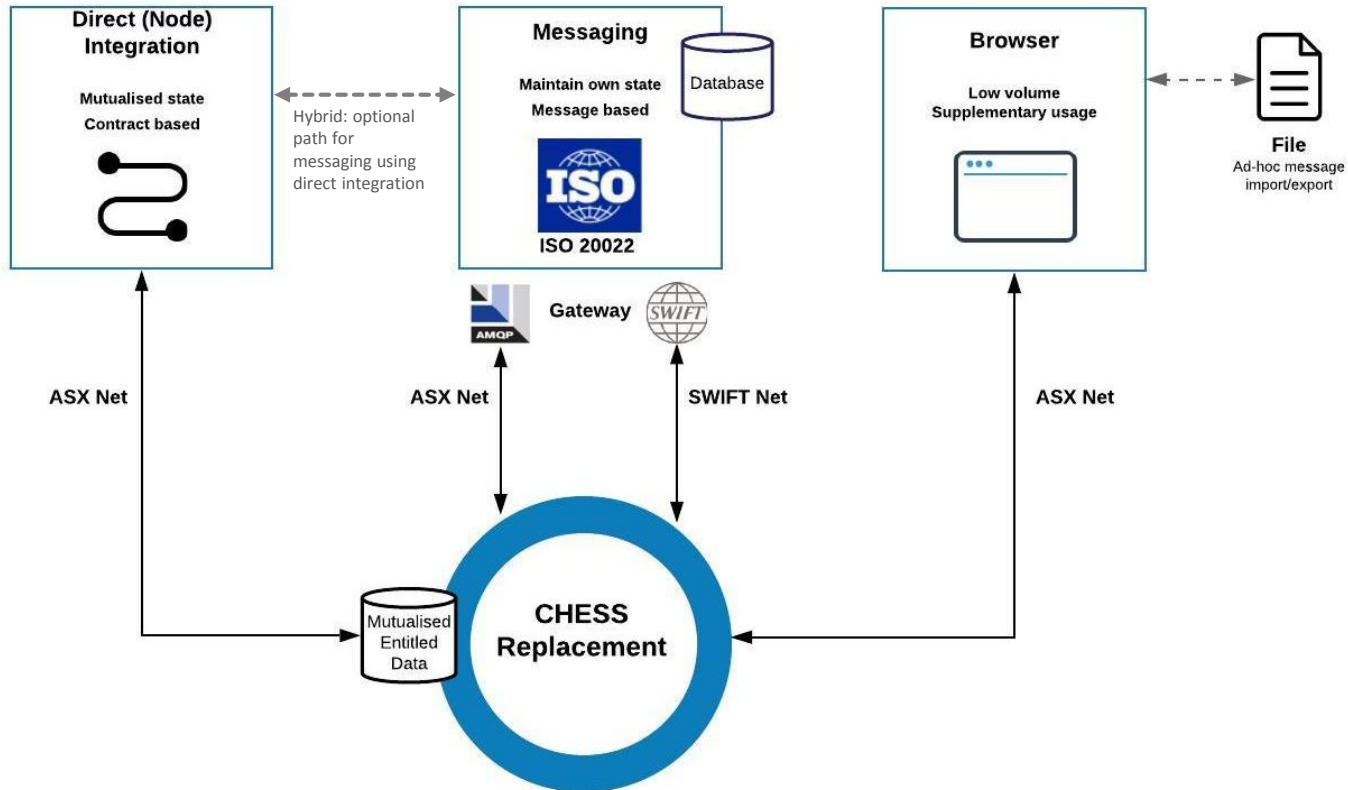 Direct (Node)
Integration
Mutualised state
Contract based
Hybrid: optional
path for
messaging using
direct integration
Messaging
Maintain own state
Message based
Database
ISO
ISO 20022
Browser
Low volume
Supplementary usage
File
Ad-hoc message
import/export
AMQP
Gateway
SWIFT
ASX Net
ASX Net
SWIFT Net
ASX Net
Mutualised
Entitled
Data
CHESS
Replacement